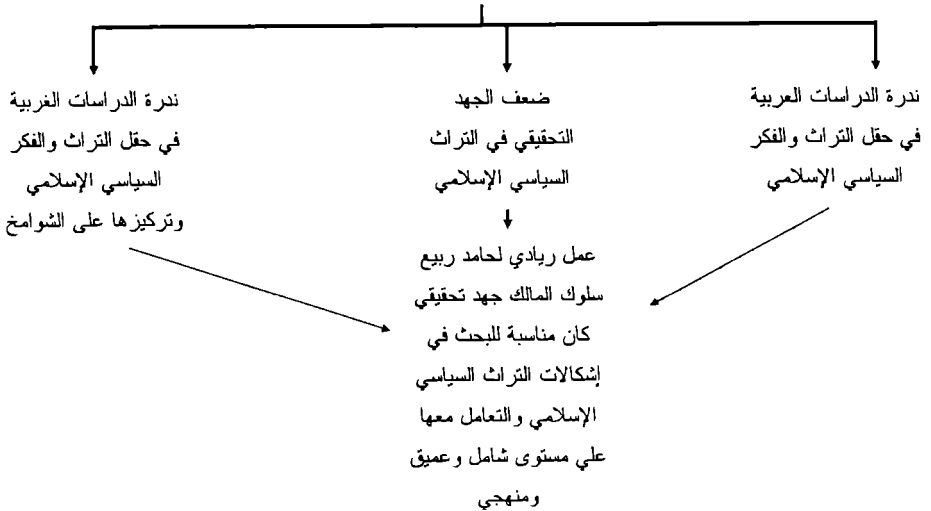 ندرة الدراسات العربية
في حقل التراث والفكر
السياسي الإسلامي
ضعف الجهد
التحقيقي في التراث
السياسي الإسلامي
ندرة الدراسات الغربية
في حقل التراث والفكر
السياسي الإسلامي
وتركيزها على الشوامخ
عمل ريادي لحامد ربيع
سلوك المالك جهد تحقيقي
كان مناسبة للبحث في
إشكالات التراث السياسي
الإسلامي والتعامل معها
علي مستوى شامل وعميق
ومنهجي